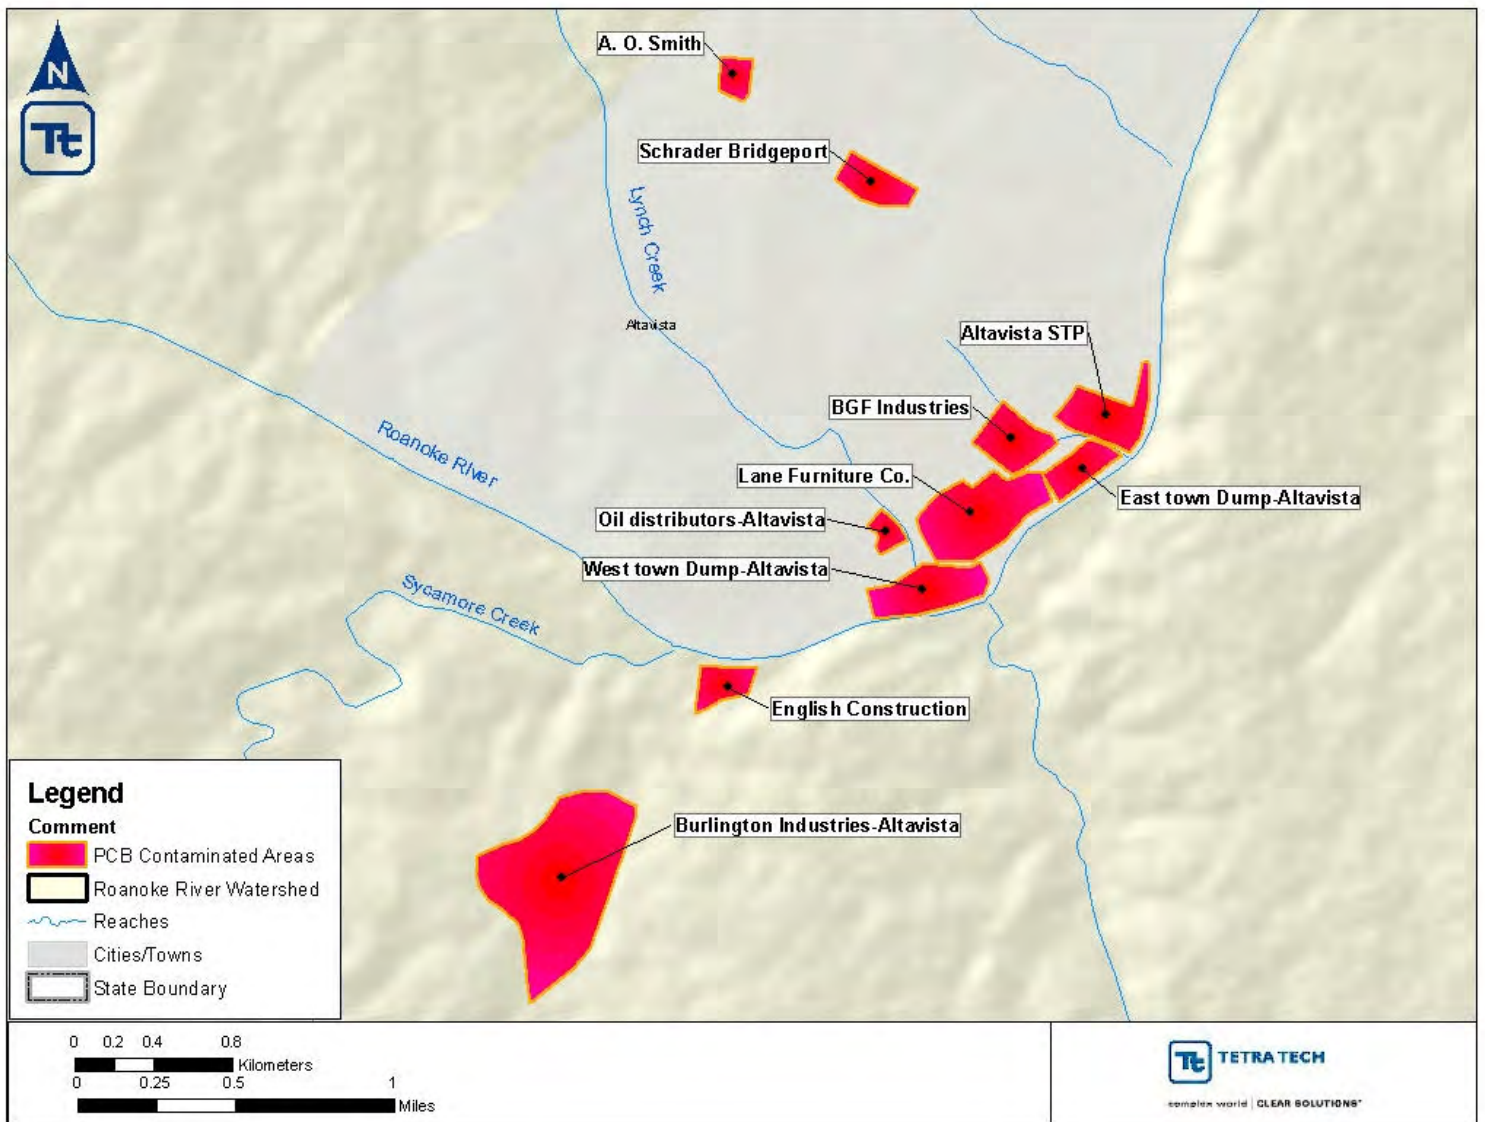 N
A. O. Smith
Tt
Schrader Bridgeport
Lynch Creek
Altavista
Altavista STP
BGF Industries
Roanoke River
Lane Furniture Co.
East town Dump-Altavista
Oil distributors-Altavista
West town Dump-Altavista
Sycamore Creek
English Construction
Burlington Industries-Altavista
Legend
Comment
PCB Contaminated Areas
Roanoke River Watershed
Reaches
Cities/Towns
State Boundary
0 0.2 0.4 0.8
Kilometers
0 0.25 0.5 1
Miles
Tt TETRA TECH
complex world | CLEAR SOLUTIONS™